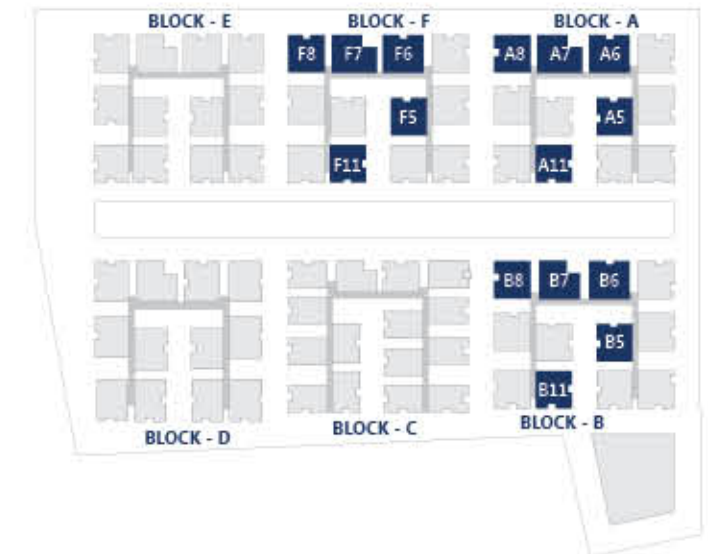 BLOCK - E
BLOCK - F
BLOCK - A
F8 F7 F6
A8 A7 A6
F5
A5
F11
A11
B8 B7 B6
B5
B11
BLOCK - D
BLOCK - C
BLOCK - B